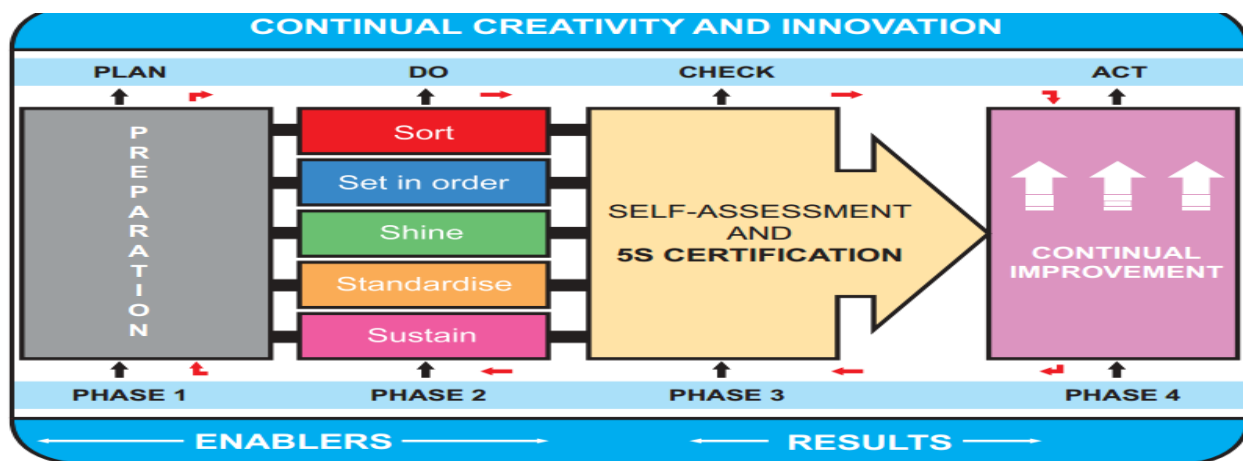 CONTINUAL CREATIVITY AND INNOVATION
PLAN DO CHECK ACT
PREPARATION
Sort
Set in order
Shine
Standardise
Sustain
SELF-ASSESSMENT
AND
5S CERTIFICATION
CONTINUAL
IMPROVEMENT
PHASE 1 PHASE 2 PHASE 3 PHASE 4
ENABLERS RESULTS